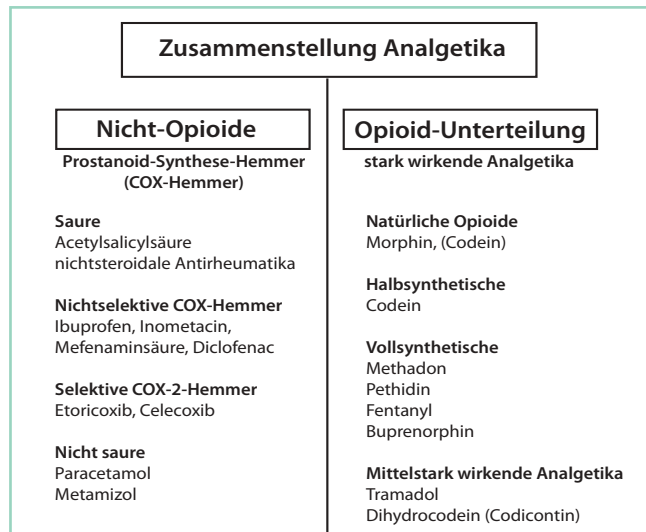 Zusammenstellung Analgetika
Nicht-Opioide
Prostanoid-Synthese-Hemmer
(COX-Hemmer)
Saure
Acetylsalicylsäure
nichtsteroidale Antirheumatika
Nichtselektive COX-Hemmer
Ibuprofen, Inometacin,
Mefenaminsäure, Diclofenac
Selektive COX-2-Hemmer
Etoricoxib, Celecoxib
Nicht saure
Paracetamol
Metamizol
Opioid-Unterteilung
stark wirkende Analgetika
Natürliche Opioide
Morphin, (Codein)
Halbsynthetische
Codein
Vollsynthetische
Methadon
Pethidin
Fentanyl
Buprenorphin
Mittelstark wirkende Analgetika
Tramadol
Dihydrocodein (Codicontin)